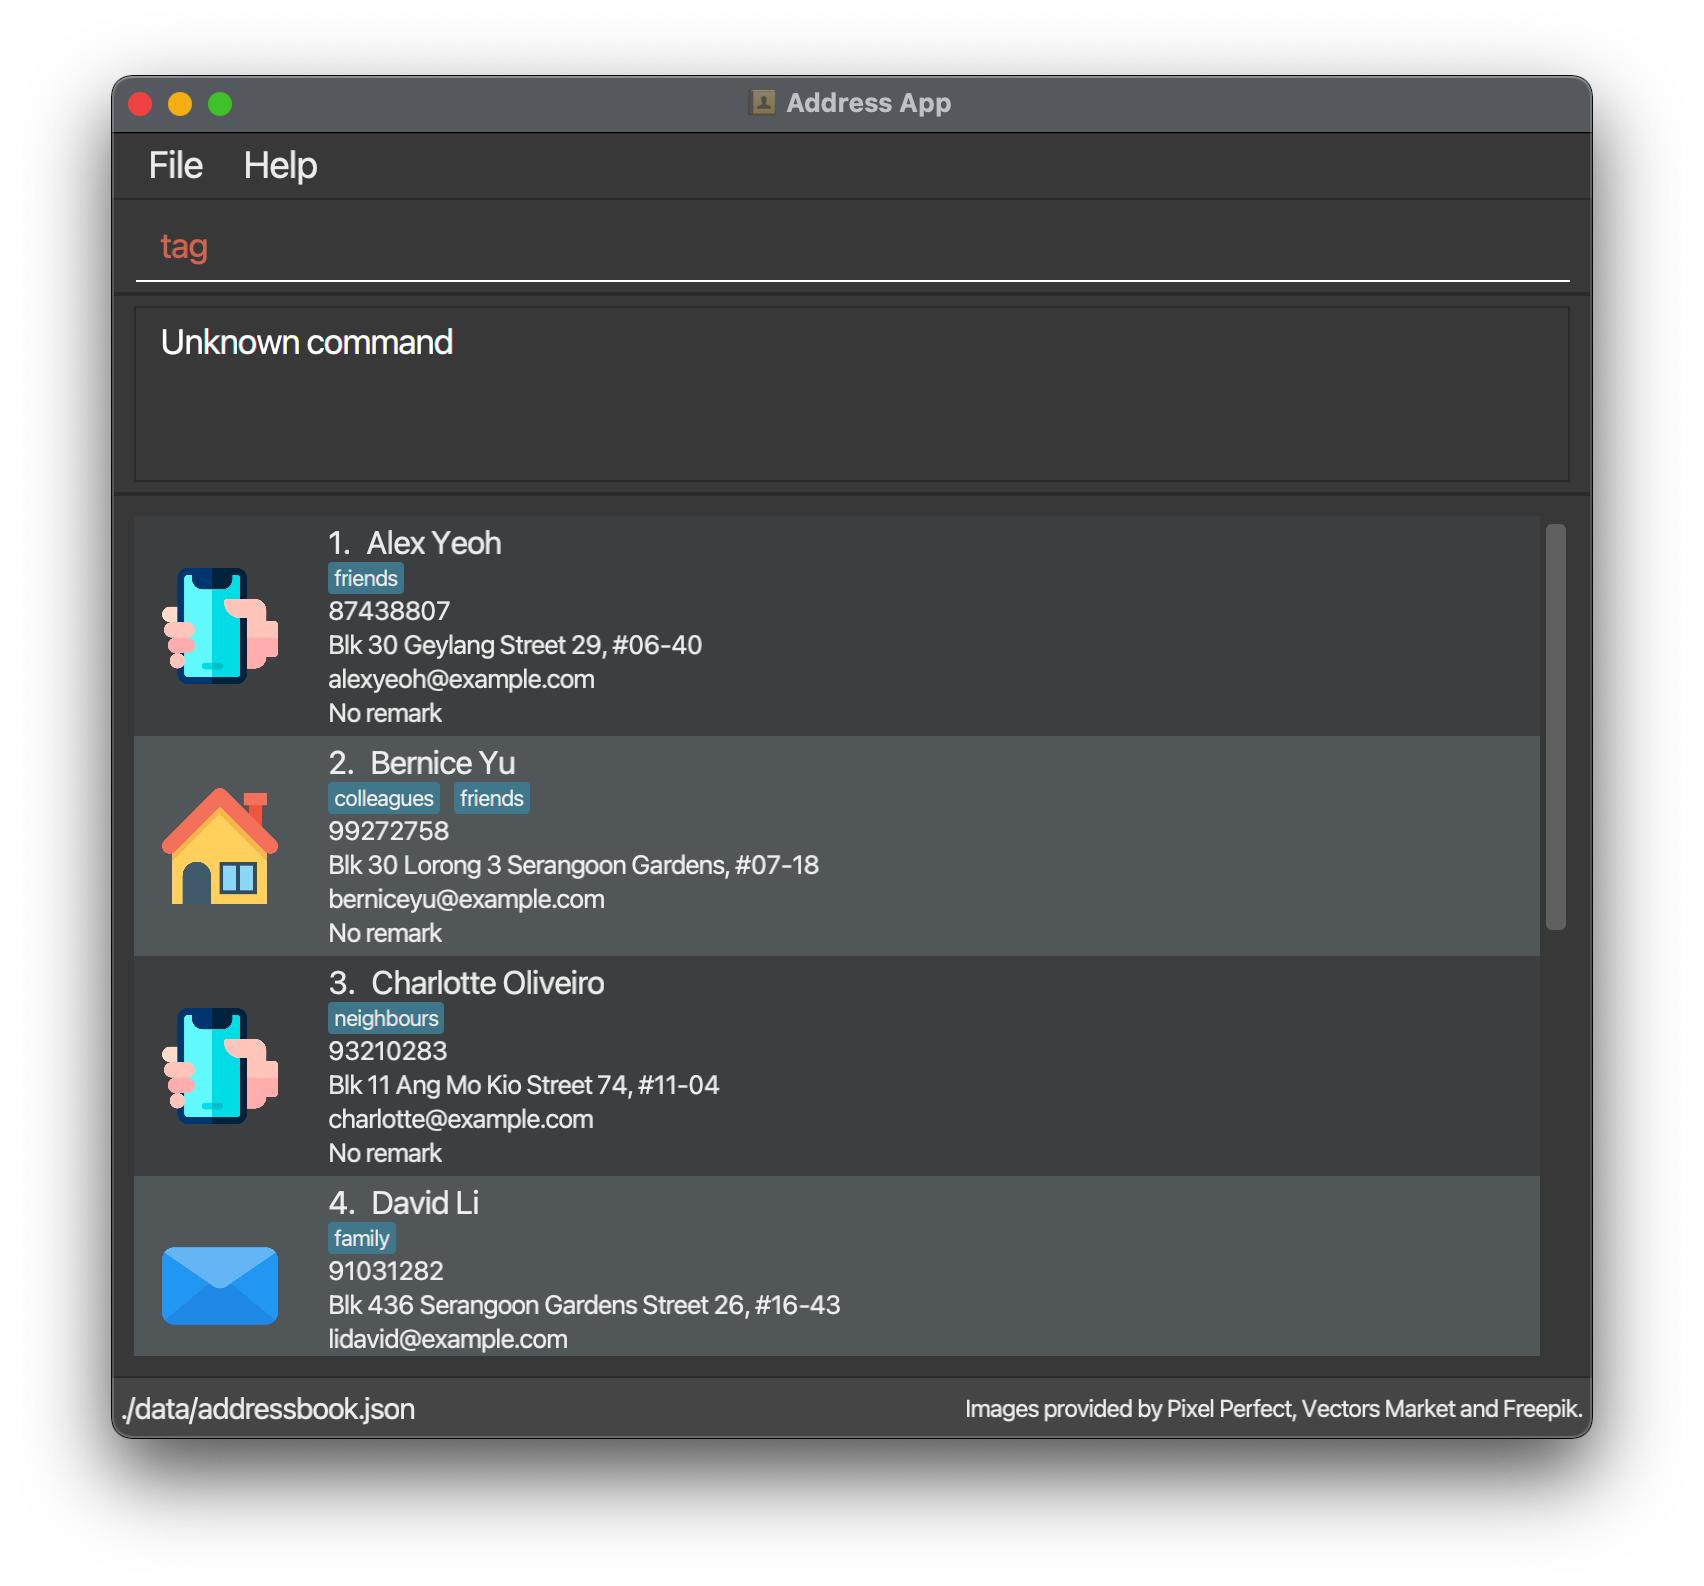 Address App
File Help
tag
Unknown command
1. Alex Yeoh
friends
87438807
Blk 30 Geylang Street 29, #06-40
alexyeoh@example.com
No remark
2. Bernice Yu
colleagues friends
99272758
Blk 30 Lorong 3 Serangoon Gardens, #07-18
berniceyu@example.com
No remark
3. Charlotte Oliveiro
neighbours
93210283
Blk 11 Ang Mo Kio Street 74, #11-04
charlotte@example.com
No remark
4. David Li
family
91031282
Blk 436 Serangoon Gardens Street 26, #16-43
lidavid@example.com
./data/addressbook.json Images provided by Pixel Perfect, Vectors Market and Freepik.